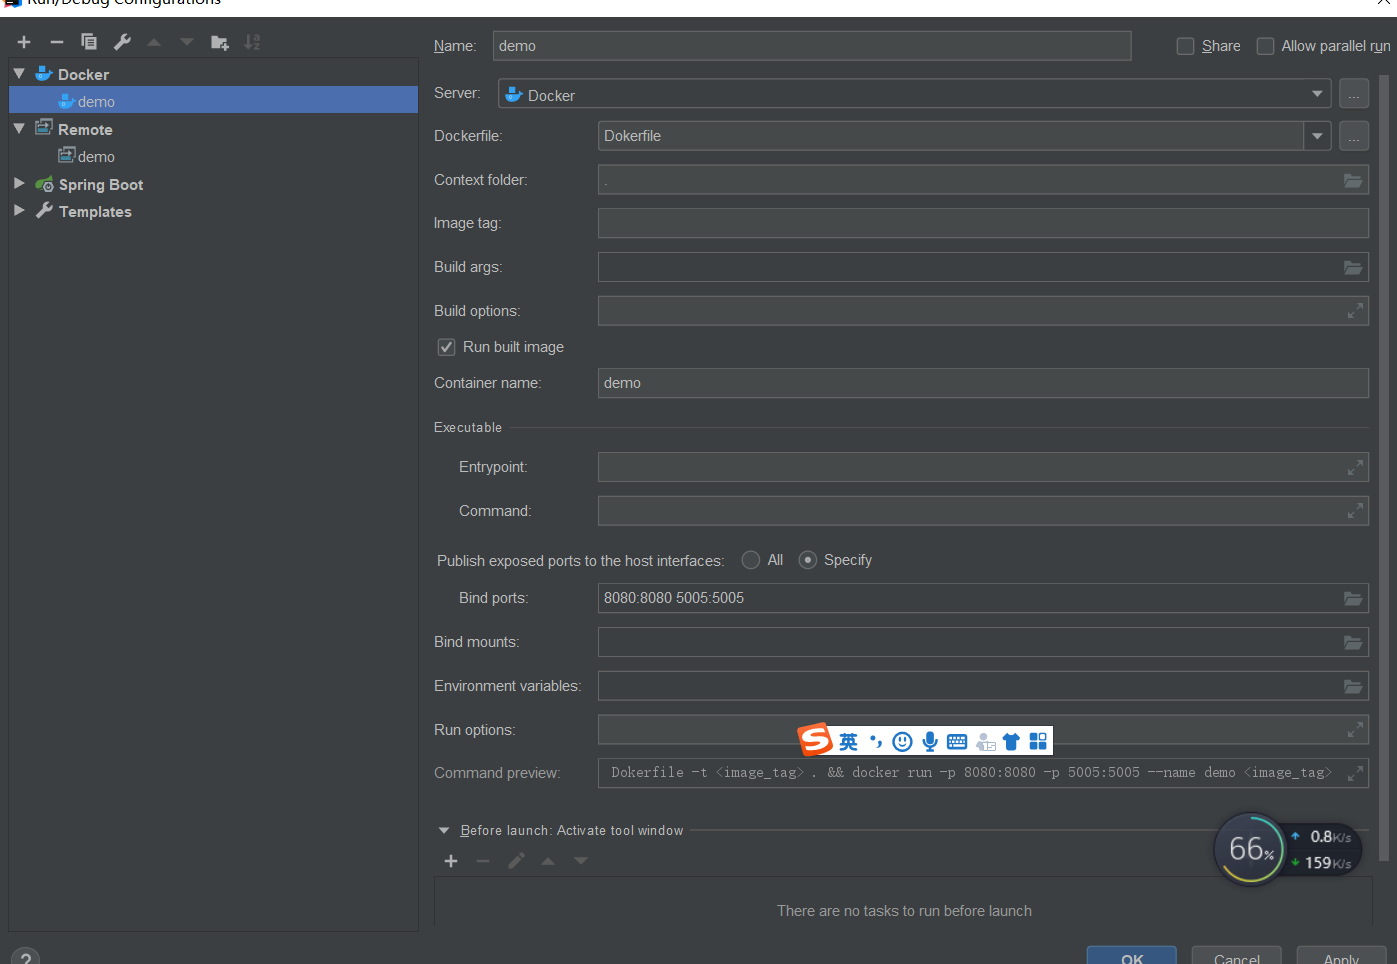 Run/Debug Configurations
Name: demo
Share
Allow parallel run
Docker
demo
Remote
demo
Spring Boot
Templates
Server: Docker ...
Dockerfile: Dokerfile ...
Context folder: .
Image tag:
Build args:
Build options:
Run built image
Container name: demo
Executable
Entrypoint:
Command:
Publish exposed ports to the host interfaces: All Specify
Bind ports: 8080:8080 5005:5005
Bind mounts:
Environment variables:
Run options:
S 英
Command preview: Dokerfile -t <image_tag> . && docker run -p 8080:8080 -p 5005:5005 --name demo <image_tag>
Before launch: Activate tool window
66% 0.8K/s
159K/s
There are no tasks to run before launch
? OK Cancel Apply